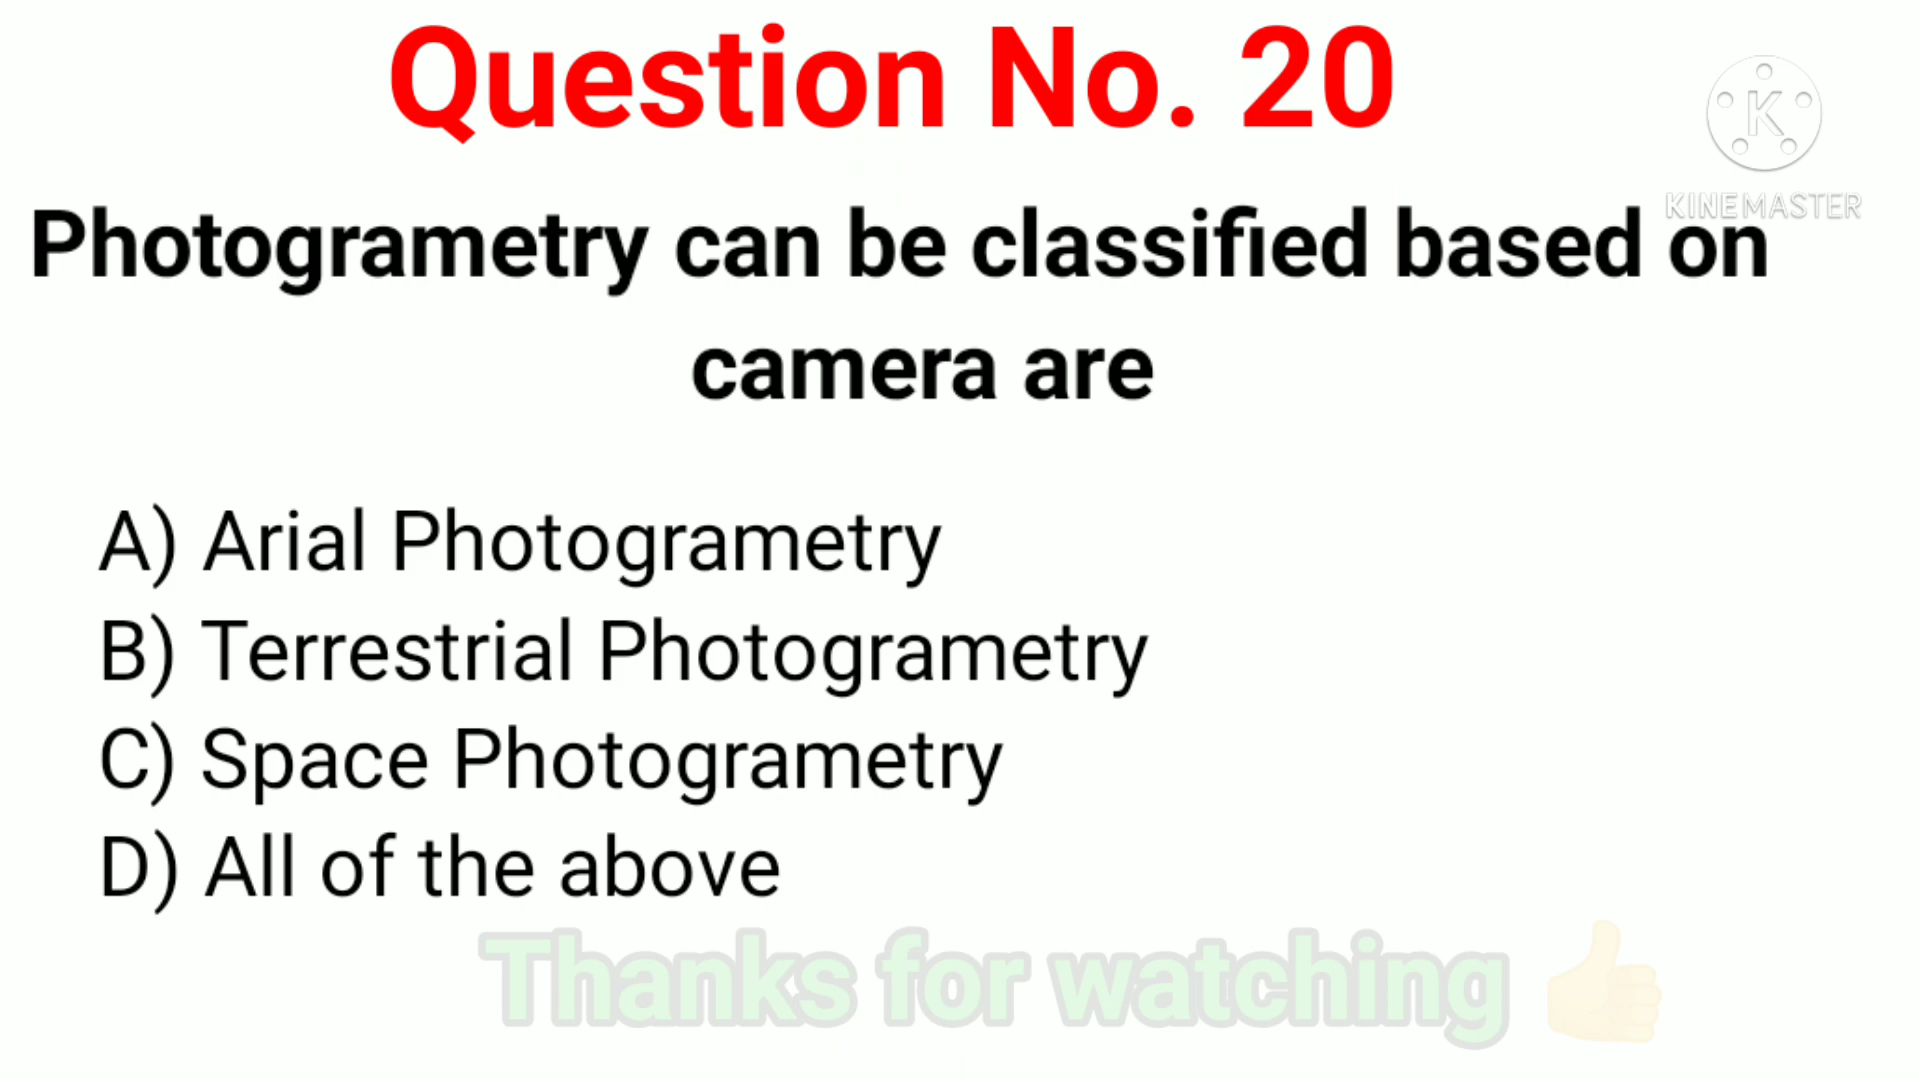 Question No. 20
K
KINEMASTER
Photogrametry can be classified based on
camera are
A) Arial Photogrametry
B) Terrestrial Photogrametry
C) Space Photogrametry
D) All of the above
Thanks for watching 👍